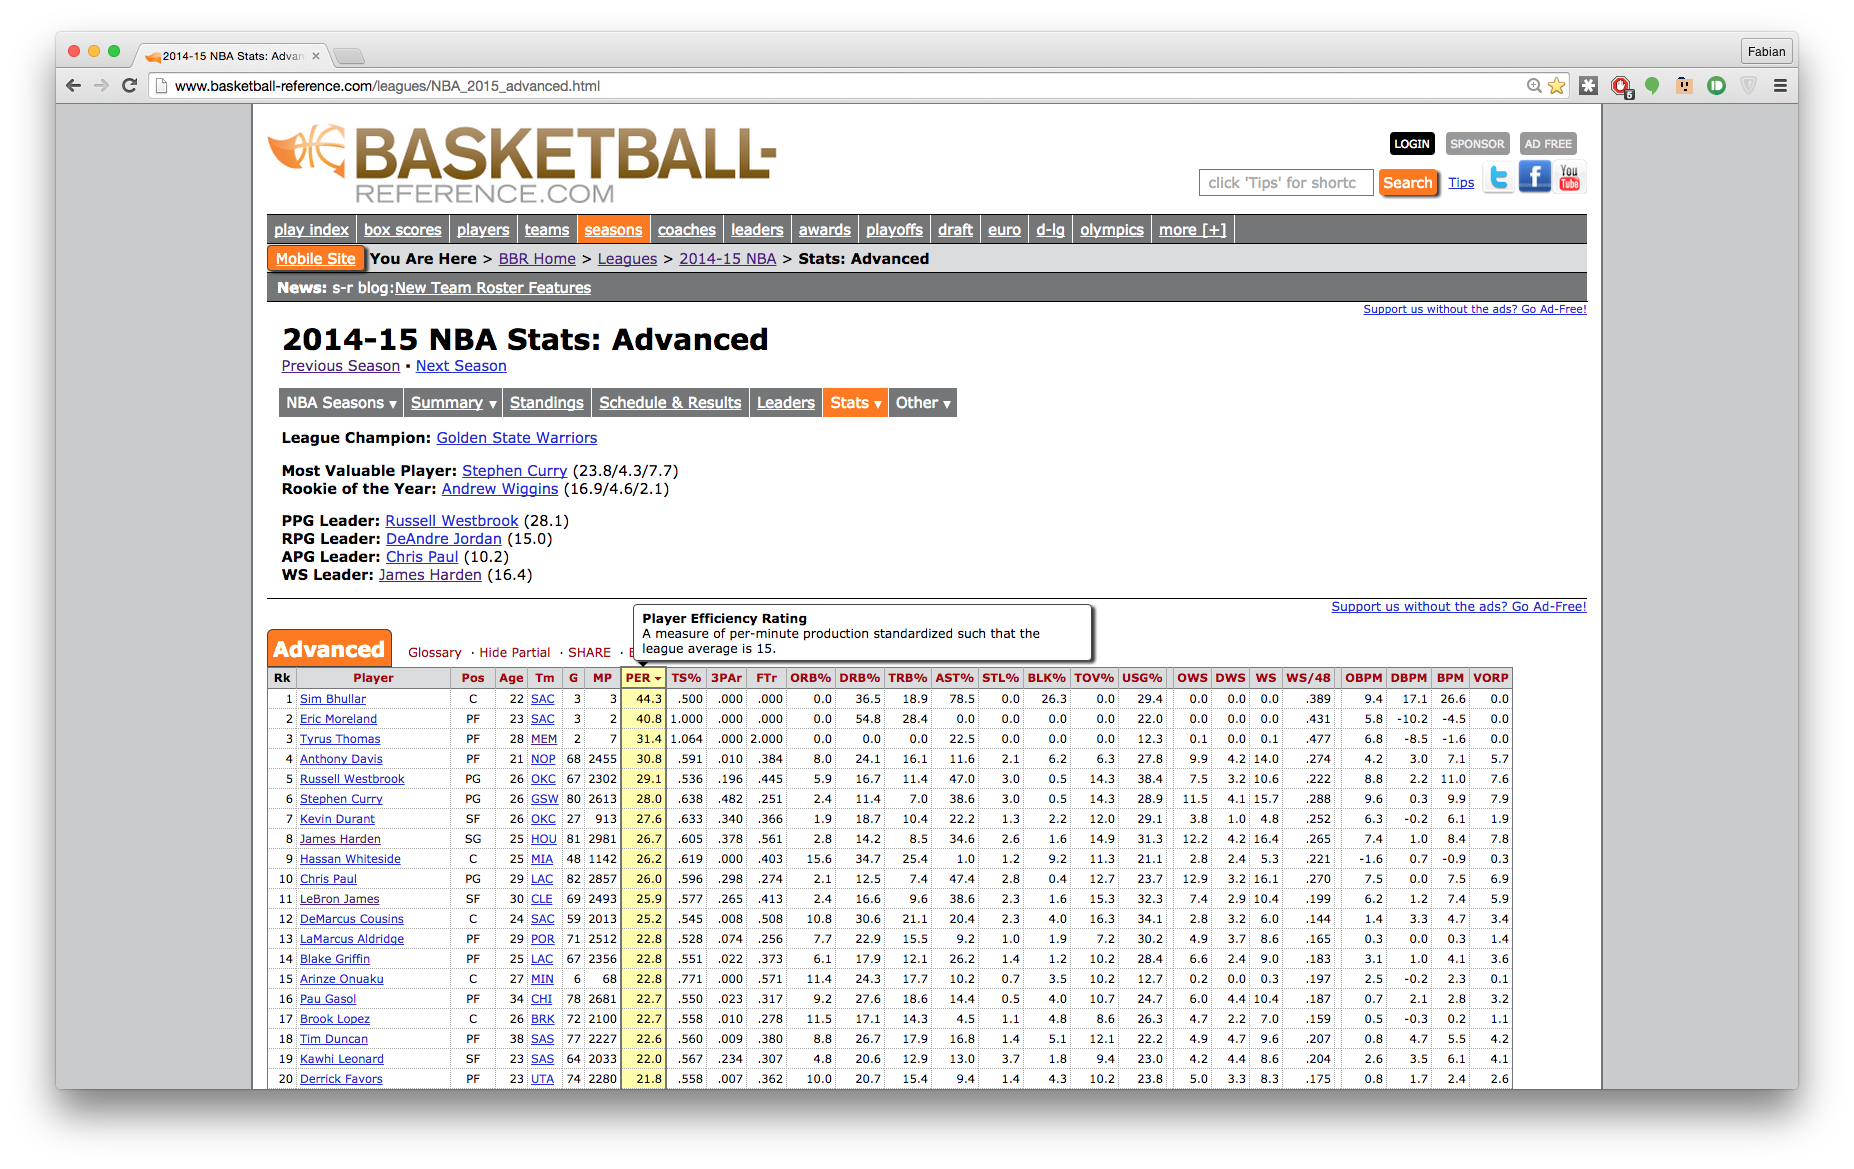 2014-15 NBA Stats: Advan
Fabian
www.basketball-reference.com/leagues/NBA_2015_advanced.html
6
BASKETBALL-
REFERENCE.COM
LOGIN SPONSOR AD FREE
click 'Tips' for shortc Search Tips You Tube
play index box scores players teams seasons coaches leaders awards playoffs draft euro d-lg olympics more [+]
Mobile Site You Are Here > BBR Home > Leagues > 2014-15 NBA > Stats: Advanced
News: s-r blog:New Team Roster Features
Support us without the ads? Go Ad-Free!
2014-15 NBA Stats: Advanced
Previous Season ▪ Next Season
NBA Seasons ▾ Summary ▾ Standings Schedule & Results Leaders Stats ▾ Other ▾
League Champion: Golden State Warriors
Most Valuable Player: Stephen Curry (23.8/4.3/7.7)
Rookie of the Year: Andrew Wiggins (16.9/4.6/2.1)
PPG Leader: Russell Westbrook (28.1)
RPG Leader: DeAndre Jordan (15.0)
APG Leader: Chris Paul (10.2)
WS Leader: James Harden (16.4)
Support us without the ads? Go Ad-Free!
Player Efficiency Rating
A measure of per-minute production standardized such that the
league average is 15.
Advanced Glossary · Hide Partial · SHARE ·
Rk Player Pos Age Tm G MP PER TS% 3PAr FTr ORB% DRB% TRB% AST% STL% BLK% TOV% USG% OWS DWS WS WS/48 OBPM DBPM BPM VORP
1 Sim Bhullar C 22 SAC 3 3 44.3 .500 .000 .000 0.0 36.5 18.9 78.5 0.0 26.3 0.0 29.4 0.0 0.0 0.0 .389 9.4 17.1 26.6 0.0
2 Eric Moreland PF 23 SAC 3 2 40.8 1.000 .000 .000 0.0 54.8 28.4 0.0 0.0 0.0 0.0 22.0 0.0 0.0 0.0 .431 5.8 -10.2 -4.5 0.0
3 Tyrus Thomas PF 28 MEM 2 7 31.4 1.064 .000 2.000 0.0 0.0 0.0 22.5 0.0 0.0 0.0 12.3 0.1 0.0 0.1 .477 6.8 -8.5 -1.6 0.0
4 Anthony Davis PF 21 NOP 68 2455 30.8 .591 .010 .384 8.0 24.1 16.1 11.6 2.1 6.2 6.3 27.8 9.9 4.2 14.0 .274 4.2 3.0 7.1 5.7
5 Russell Westbrook PG 26 OKC 67 2302 29.1 .536 .196 .445 5.9 16.7 11.4 47.0 3.0 0.5 14.3 38.4 7.5 3.2 10.6 .222 8.8 2.2 11.0 7.6
6 Stephen Curry PG 26 GSW 80 2613 28.0 .638 .482 .251 2.4 11.4 7.0 38.6 3.0 0.5 14.3 28.9 11.5 4.1 15.7 .288 9.6 0.3 9.9 7.9
7 Kevin Durant SF 26 OKC 27 913 27.6 .633 .340 .366 1.9 18.7 10.4 22.2 1.3 2.2 12.0 29.1 3.8 1.0 4.8 .252 6.3 -0.2 6.1 1.9
8 James Harden SG 25 HOU 81 2981 26.7 .605 .378 .561 2.8 14.2 8.5 34.6 2.6 1.6 14.9 31.3 12.2 4.2 16.4 .265 7.4 1.0 8.4 7.8
9 Hassan Whiteside C 25 MIA 48 1142 26.2 .619 .000 .403 15.6 34.7 25.4 1.0 1.2 9.2 11.3 21.1 2.8 2.4 5.3 .221 -1.6 0.7 -0.9 0.3
10 Chris Paul PG 29 LAC 82 2857 26.0 .596 .298 .274 2.1 12.5 7.4 47.4 2.8 0.4 12.7 23.7 12.9 3.2 16.1 .270 7.5 0.0 7.5 6.9
11 LeBron James SF 30 CLE 69 2493 25.9 .577 .265 .413 2.4 16.6 9.6 38.6 2.3 1.6 15.3 32.3 7.4 2.9 10.4 .199 6.2 1.2 7.4 5.9
12 DeMarcus Cousins C 24 SAC 59 2013 25.2 .545 .008 .508 10.8 30.6 21.1 20.4 2.3 4.0 16.3 34.1 2.8 3.2 6.0 .144 1.4 3.3 4.7 3.4
13 LaMarcus Aldridge PF 29 POR 71 2512 22.8 .528 .074 .256 7.7 22.9 15.5 9.2 1.0 1.9 7.2 30.2 4.9 3.7 8.6 .165 0.3 0.0 0.3 1.4
14 Blake Griffin PF 25 LAC 67 2356 22.8 .551 .022 .373 6.1 17.9 12.1 26.2 1.4 1.2 10.2 28.4 6.6 2.4 9.0 .183 3.1 1.0 4.1 3.6
15 Arinze Onuaku C 27 MIN 6 68 22.8 .771 .000 .571 11.4 24.3 17.7 10.2 0.7 3.5 10.2 12.7 0.2 0.0 0.3 .197 2.5 -0.2 2.3 0.1
16 Pau Gasol PF 34 CHI 78 2681 22.7 .550 .023 .317 9.2 27.6 18.6 14.4 0.5 4.0 10.7 24.7 6.0 4.4 10.4 .187 0.7 2.1 2.8 3.2
17 Brook Lopez C 26 BRK 72 2100 22.7 .558 .010 .278 11.5 17.1 14.3 4.5 1.1 4.8 8.6 26.3 4.7 2.2 7.0 .159 0.5 -0.3 0.2 1.1
18 Tim Duncan PF 38 SAS 77 2227 22.6 .560 .009 .380 8.8 26.7 17.9 16.8 1.4 5.1 12.1 22.2 4.9 4.7 9.6 .207 0.8 4.7 5.5 4.2
19 Kawhi Leonard SF 23 SAS 64 2033 22.0 .567 .234 .307 4.8 20.6 12.9 13.0 3.7 1.8 9.4 23.0 4.2 4.4 8.6 .204 2.6 3.5 6.1 4.1
20 Derrick Favors PF 23 UTA 74 2280 21.8 .558 .007 .362 10.0 20.7 15.4 9.4 1.4 4.3 10.2 23.8 5.0 3.3 8.3 .175 0.8 1.7 2.4 2.6